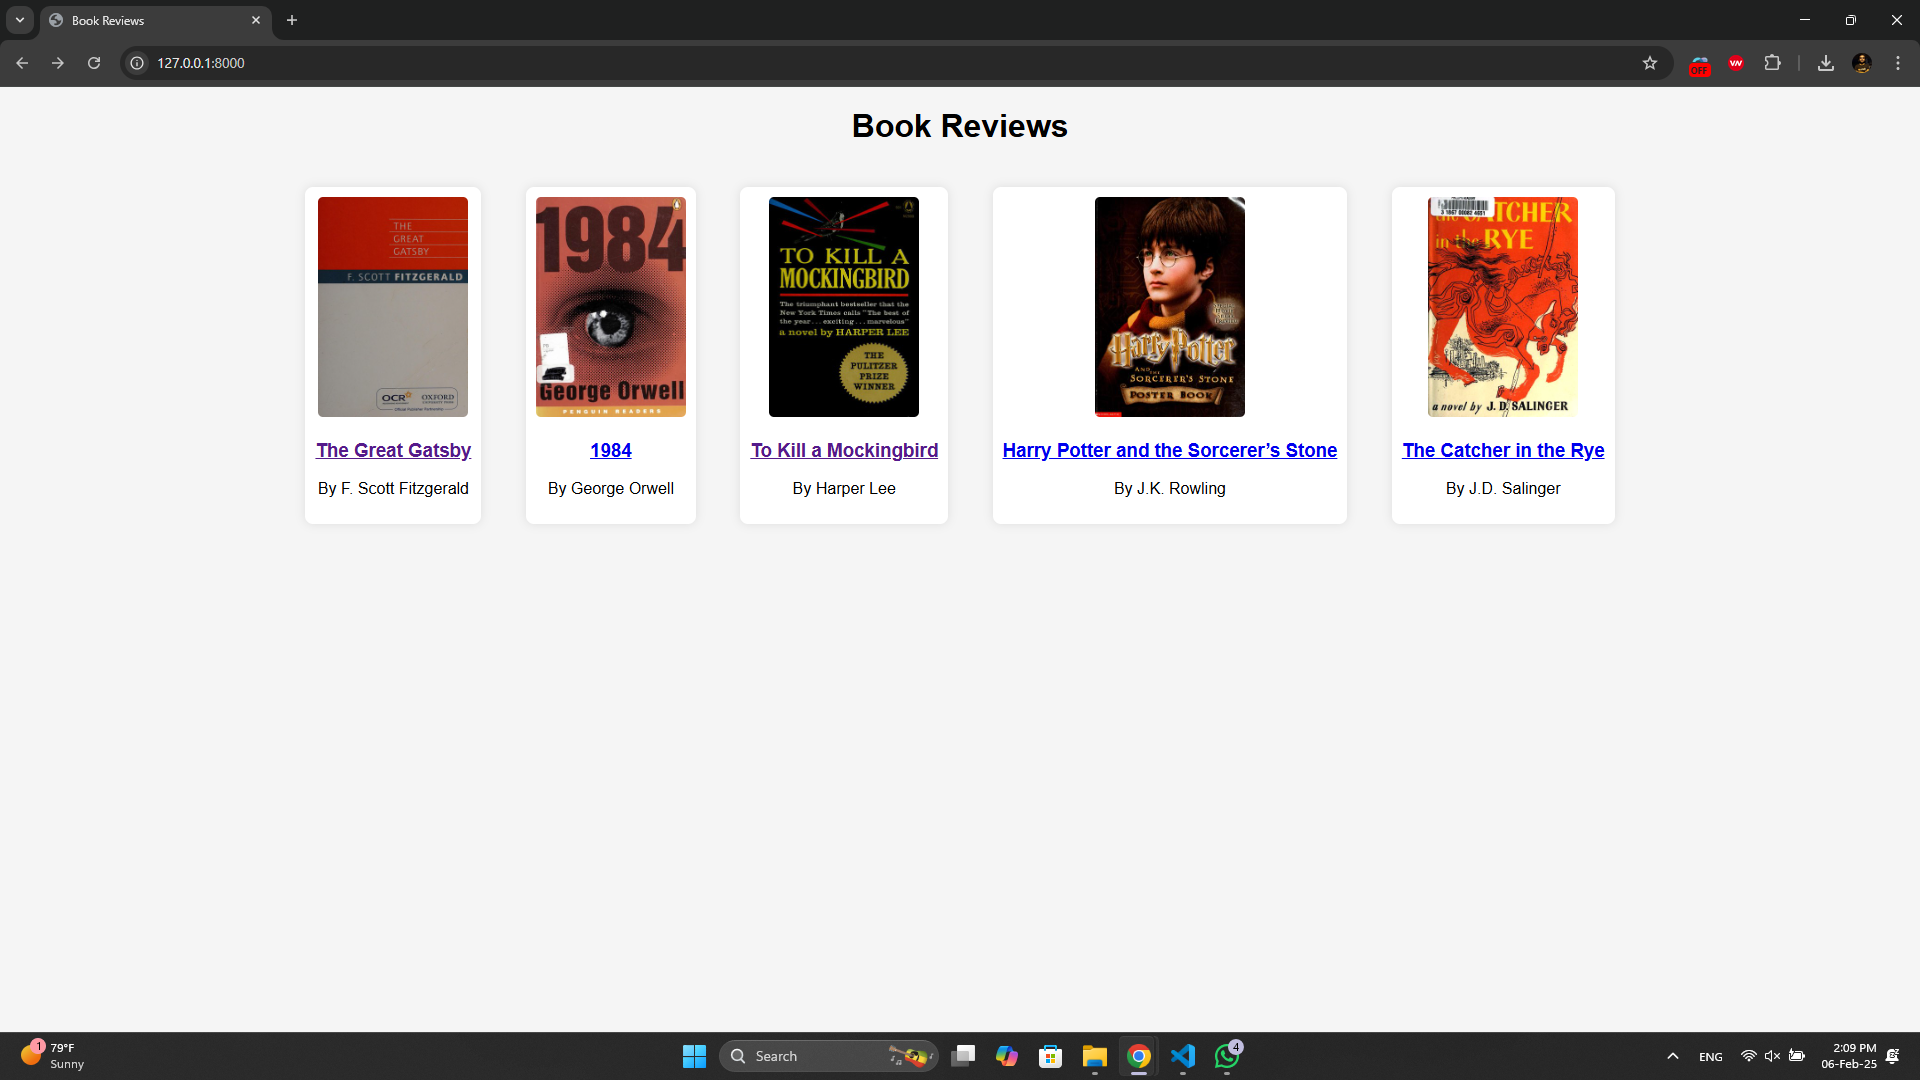 Book Reviews
127.0.0.1:8000
OFF
Book Reviews
THE
GREAT
GATSBY
F. SCOTT FITZGERALD
OCR OXFORD
1984
George Orwell
PENGUIN READERS
TO KILL A
MOCKINGBIRD
The triumphant bestseller that the
New York Times calls "The best of
the year...exciting...marvelous"
a novel by HARPER LEE
THE
PULITZER
PRIZE
WINNER
Harry Potter
AND THE
SORCERER'S STONE
POSTER BOOK
CATCHER
in the RYE
a novel by J. D. SALINGER
The Great Gatsby
By F. Scott Fitzgerald
1984
By George Orwell
To Kill a Mockingbird
By Harper Lee
Harry Potter and the Sorcerer’s Stone
By J.K. Rowling
The Catcher in the Rye
By J.D. Salinger
1
79°F
Sunny
Search
4
ENG
2:09 PM
06-Feb-25